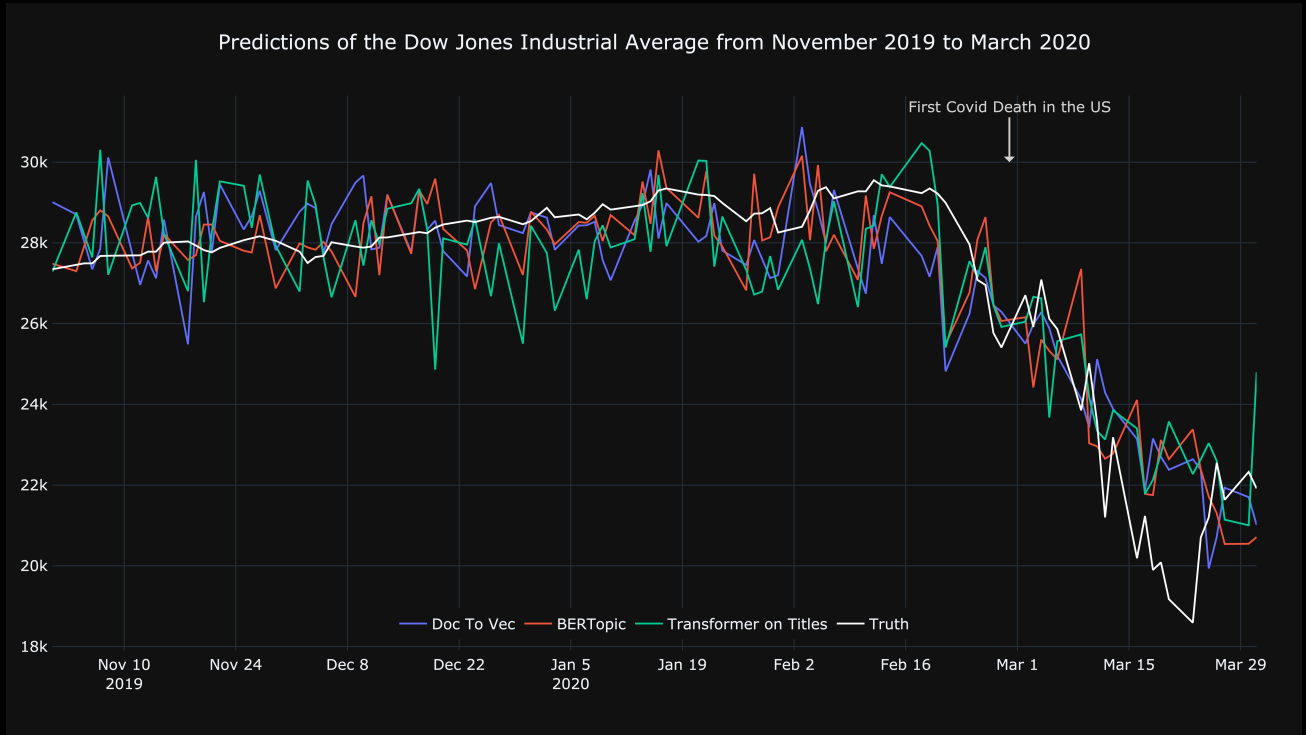 Predictions of the Dow Jones Industrial Average from November 2019 to March 2020
First Covid Death in the US
30k
28k
26k
24k
22k
20k
18k
Doc To Vec BERTopic Transformer on Titles Truth
Nov 10 Nov 24 Dec 8 Dec 22 Jan 5 Jan 19 Feb 2 Feb 16 Mar 1 Mar 15 Mar 29
2019 2020